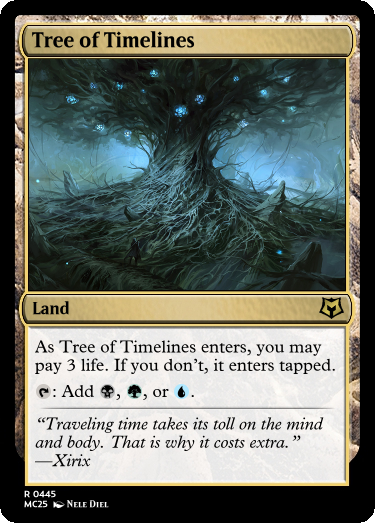 Tree of Timelines
Land
As Tree of Timelines enters, you may
pay 3 life. If you don't, it enters tapped.
: Add , , or .
“Traveling time takes its toll on the mind
and body. That is why it costs extra.”
—Xirix
R 0445
MC25 Nele Diel